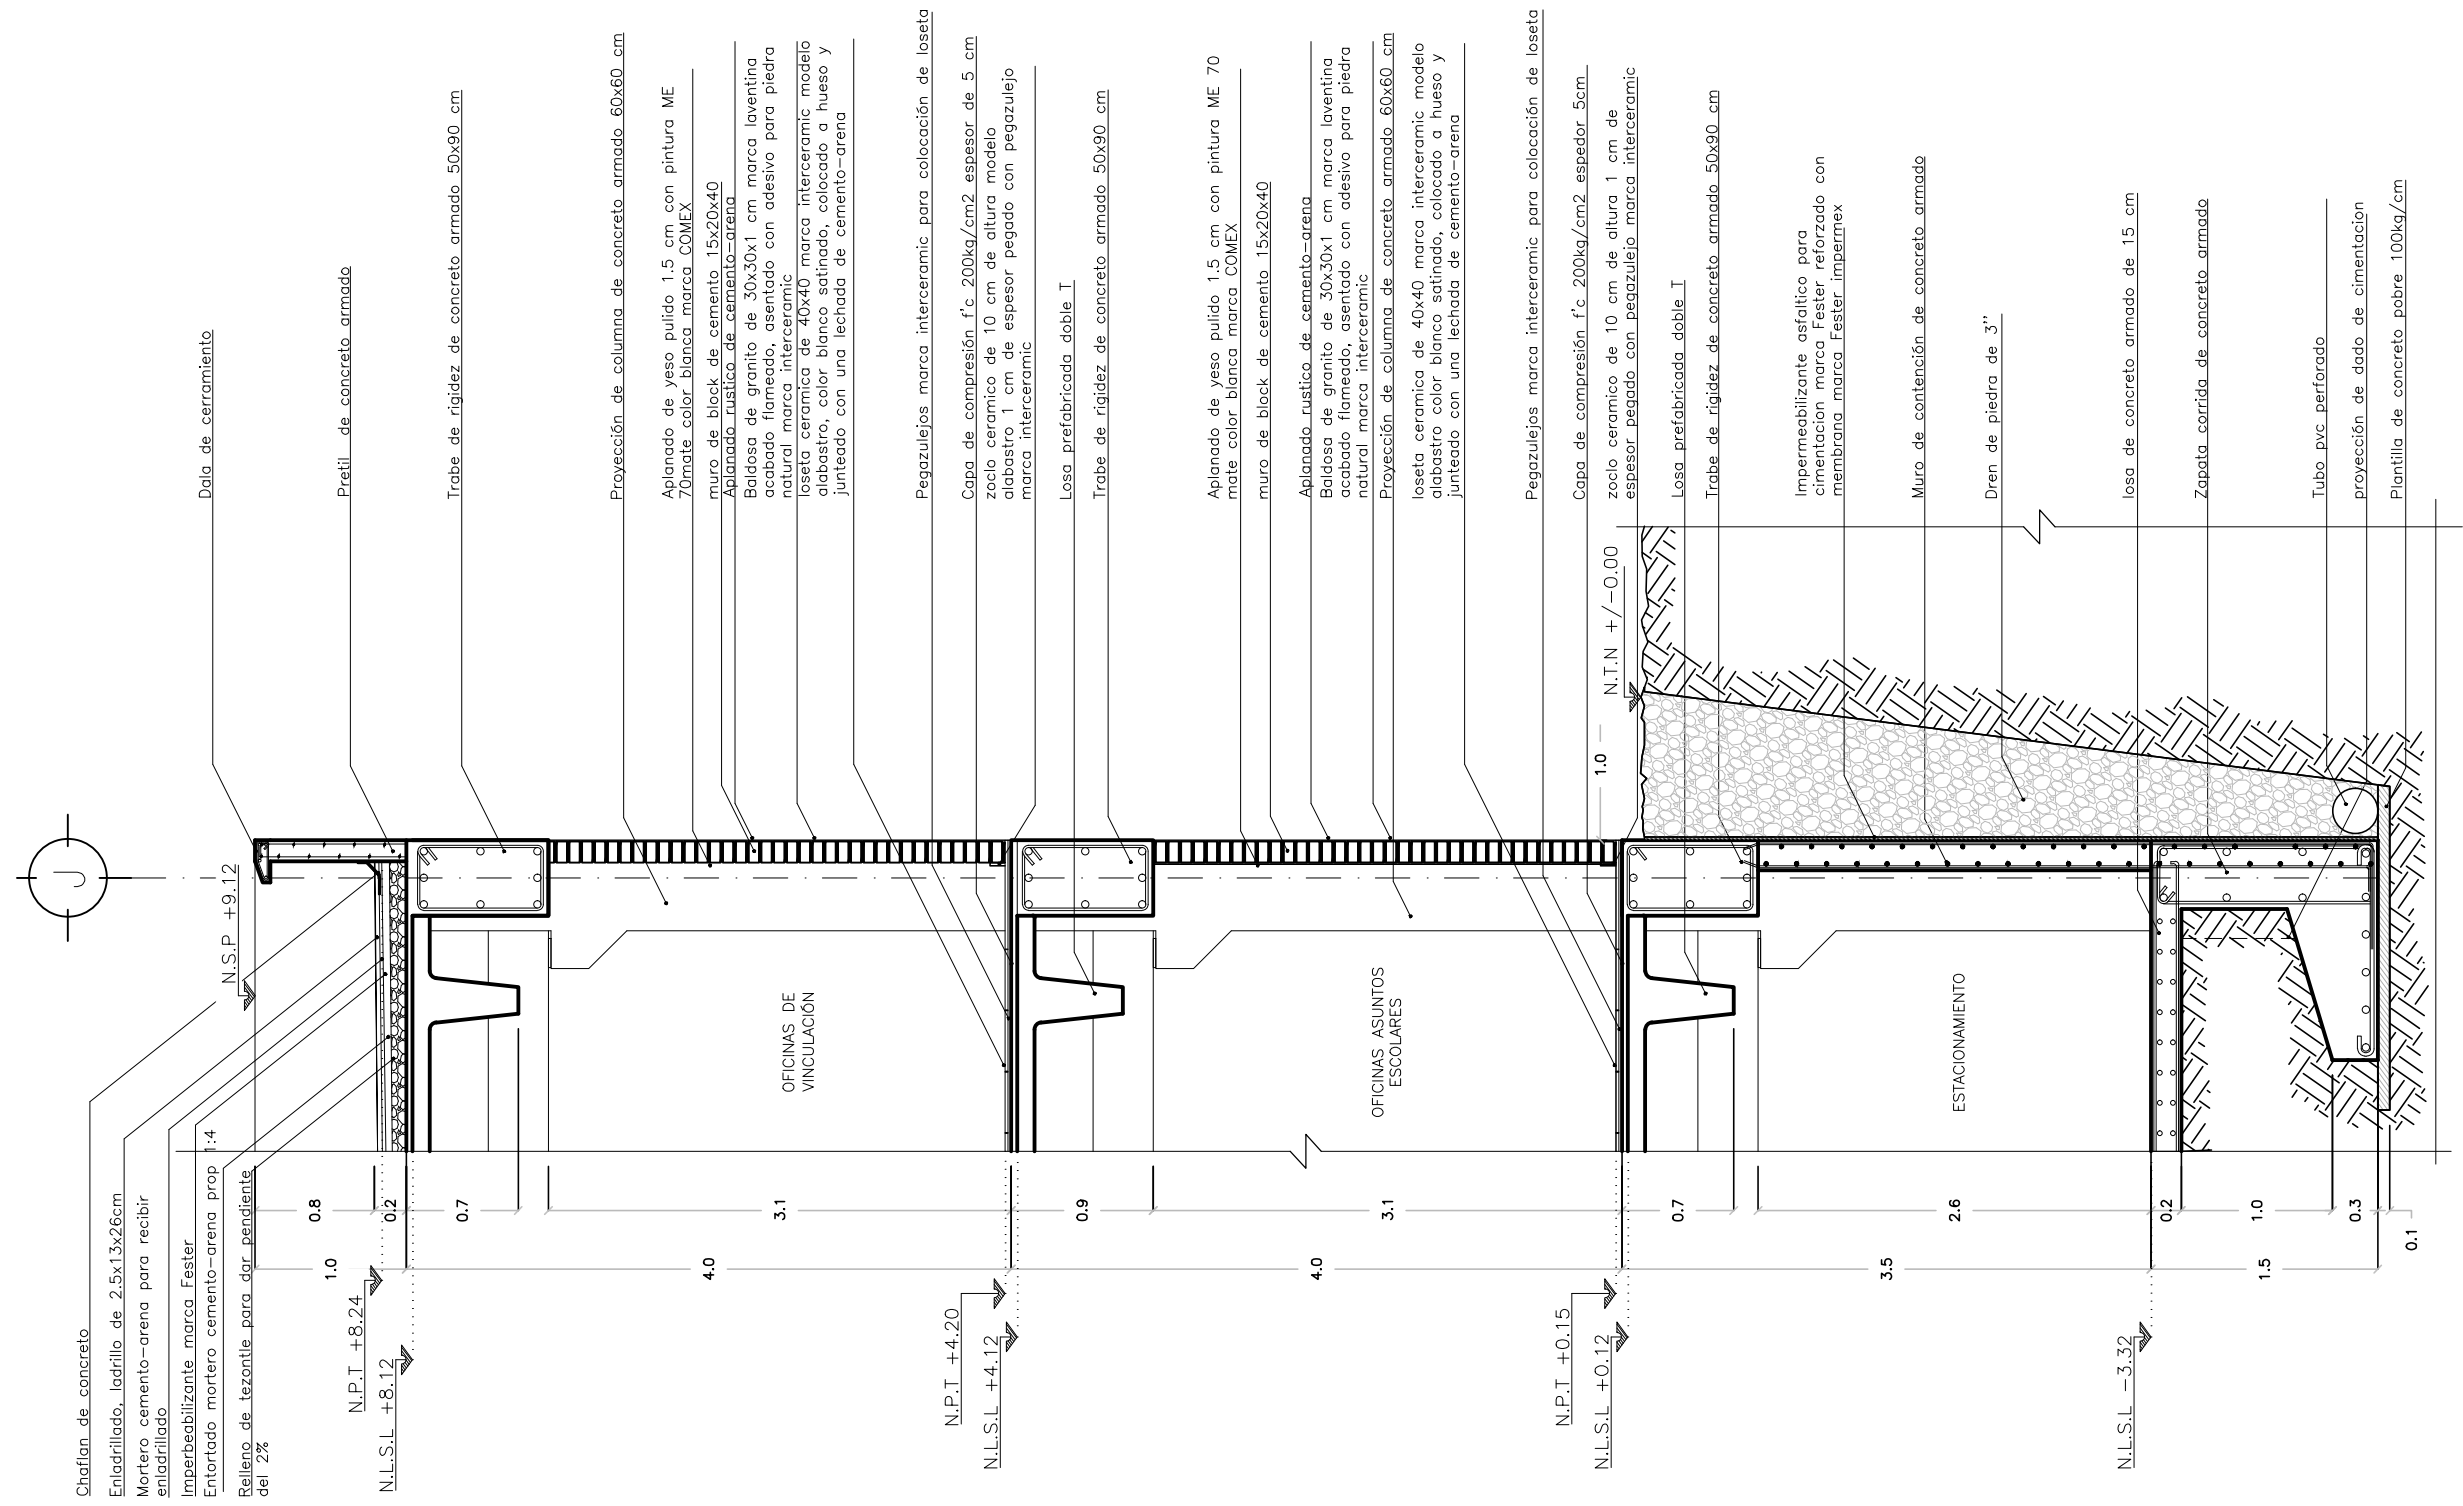 Dala de cerramiento
Pretil de concreto armado
Trabe de rigidez de concreto armado 50x90 cm
Proyección de columna de concreto armado 60x60 cm
Aplanado de yeso pulido 1.5 cm con pintura ME
70mate color blanca marca COMEX
muro de block de cemento 15x20x40
Aplanado rustico de cemento-arena
Baldosa de granito de 30x30x1 cm marca laventina
acabado flameado, asentado con adesivo para piedra
natural marca interceramic
loseta ceramica de 40x40 marca interceramic modelo
alabastro, color blanco satinado, colocado a hueso y
junteado con una lechada de cemento-arena
Pegazulejos marca interceramic para colocación de loseta
Capa de compresión f'c 200kg/cm2 espesor de 5 cm
zoclo ceramico de 10 cm de altura modelo
alabastro 1 cm de espesor pegado con pegazulejo
marca interceramic
Losa prefabricada doble T
Trabe de rigidez de concreto armado 50x90 cm
Aplanado de yeso pulido 1.5 cm con pintura ME 70
mate color blanca marca COMEX
muro de block de cemento 15x20x40
Aplanado rustico de cemento-arena
Baldosa de granito de 30x30x1 cm marca laventina
acabado flameado, asentado con adesivo para piedra
natural marca interceramic
Proyección de columna de concreto armado 60x60 cm
loseta ceramica de 40x40 marca interceramic modelo
alabastro color blanco satinado, colocado a hueso y
junteado con una lechada de cemento-arena
Pegazulejos marca interceramic para colocación de loseta
Capa de compresión f'c 200kg/cm2 espedor 5cm
zoclo ceramico de 10 cm de altura 1 cm de
espesor pegado con pegazulejo marca interceramic
Losa prefabricada doble T
Trabe de rigidez de concreto armado 50x90 cm
Impermeabilizante asfaltico para
cimentacion marca Fester reforzado con
membrana marca Fester impermex
Muro de contención de concreto armado
Dren de piedra de 3''
losa de concreto armado de 15 cm
Zapata corrida de concreto armado
Tubo pvc perforado
proyección de dado de cimentacion
Plantilla de concreto pobre 100kg/cm
J
N.S.P +9.12
N.T.N +/-0.00
1.0
OFICINAS DE
VINCULACIÓN
OFICINAS ASUNTOS
ESCOLARES
ESTACIONAMIENTO
0.8
0.2
0.7
3.1
0.9
3.1
0.7
2.6
0.2
1.0
0.3
0.1
1.0
4.0
4.0
3.5
1.5
N.P.T +8.24
N.L.S.L +8.12
N.P.T +4.20
N.L.S.L +4.12
N.P.T +0.15
N.L.S.L +0.12
N.L.S.L -3.32
Chaflan de concreto
Enladrillado, ladrillo de 2.5x13x26cm
Mortero cemento-arena para recibir
enladrillado
Imperbeabilizante marca Fester
Entortado mortero cemento-arena prop 1:4
Relleno de tezontle para dar pendiente
del 2%